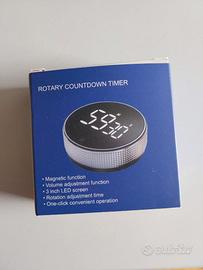 ROTARY COUNTDOWN TIMER
59
30
• Magnetic function
• Volume adjustment function
• 3 inch LED screen
• Rotation adjustment time
• One-click convenient operation
subito